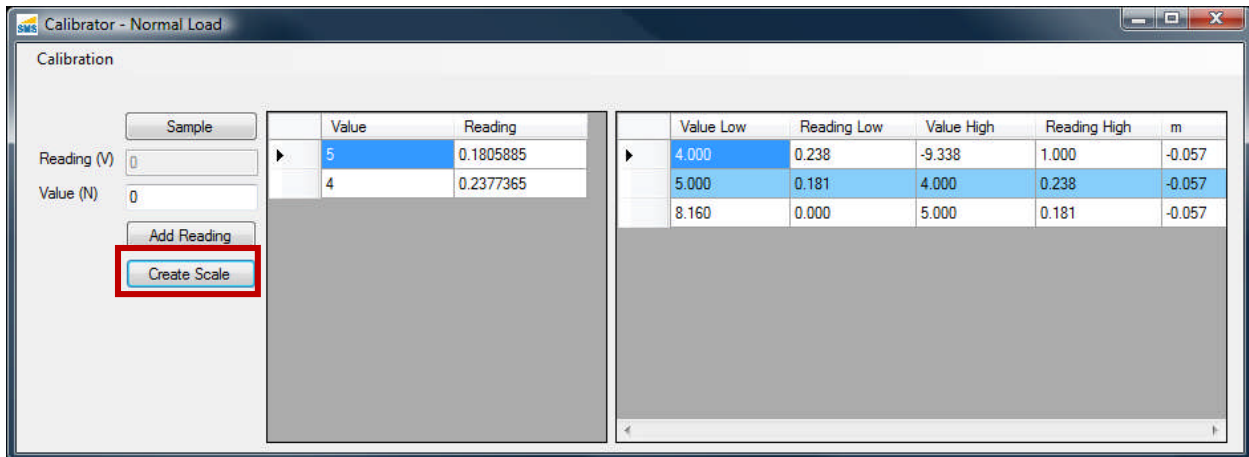 SMS Calibrator - Normal Load
Calibration
Sample
Reading (V) 0
Value (N) 0
Add Reading
Create Scale
Value Reading
5 0.1805885
4 0.2377365
Value Low Reading Low Value High Reading High m
4.000 0.238 -9.338 1.000 -0.057
5.000 0.181 4.000 0.238 -0.057
8.160 0.000 5.000 0.181 -0.057